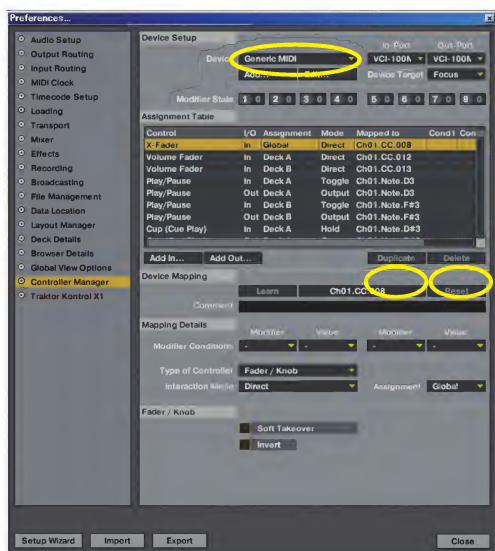 Preferences...
Audio Setup
Output Routing
Input Routing
MIDI Clock
Timecode Setup
Loading
Transport
Mixer
Effects
Recording
Broadcasting
File Management
Data Location
Layout Manager
Deck Details
Browser Details
Global View Options
Controller Manager
Traktor Kontrol X1
Device Setup
In-Port Out-Port
Device Generic MIDI VCI-100N VCI-100N
Add... Edit... Device Target Focus
Modifier State 1 0 2 0 3 0 4 0 5 0 6 0 7 0 8 0
Assignment Table
Control I/O Assignment Mode Mapped to Cond1 Con
X-Fader In Global Direct Ch01.CC.008
Volume Fader In Deck A Direct Ch01.CC.012
Volume Fader In Deck B Direct Ch01.CC.013
Play/Pause In Deck A Toggle Ch01.Note.D3
Play/Pause Out Deck A Output Ch01.Note.D3
Play/Pause In Deck B Toggle Ch01.Note.F#3
Play/Pause Out Deck B Output Ch01.Note.F#3
Cup (Cue Play) In Deck A Hold Ch01.Note.D#3
Add In... Add Out... Duplicate Delete
Device Mapping
Learn Ch01.CC.008 Reset
Comment
Mapping Details
Modifier Value Modifier Value
Modifier Conditions - - - -
Type of Controller Fader / Knob
Interaction Mode Direct Assignment Global
Fader / Knob
Soft Takeover
Invert
Setup Wizard Import Export Close